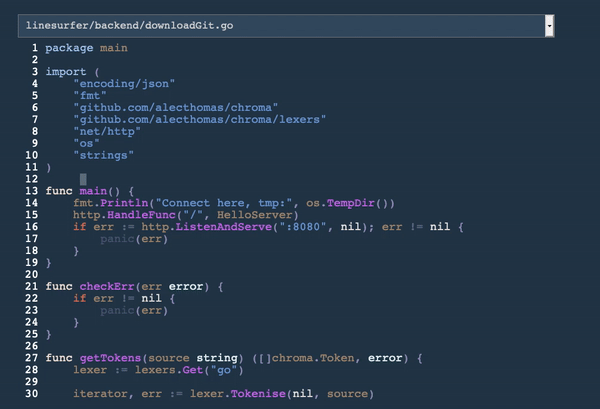 linesurfer/backend/downloadGit.go
1 package main
2
3 import (
4     "encoding/json"
5     "fmt"
6     "github.com/alecthomas/chroma"
7     "github.com/alecthomas/chroma/lexers"
8     "net/http"
9     "os"
10     "strings"
11 )
12
13 func main() {
14     fmt.Println("Connect here, tmp:", os.TempDir())
15     http.HandleFunc("/", HelloServer)
16     if err := http.ListenAndServe(":8080", nil); err != nil {
17         panic(err)
18     }
19 }
20
21 func checkErr(err error) {
22     if err != nil {
23         panic(err)
24     }
25 }
26
27 func getTokens(source string) ([]chroma.Token, error) {
28     lexer := lexers.Get("go")
29
30     iterator, err := lexer.Tokenise(nil, source)